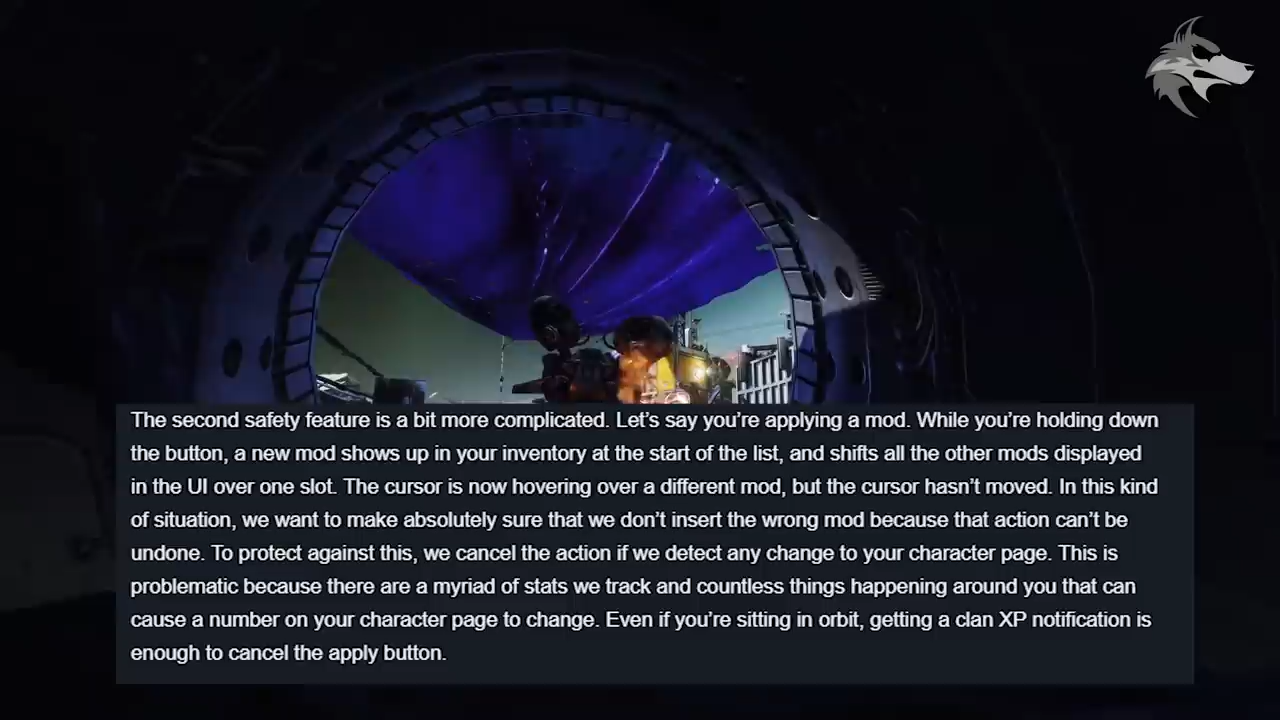 The second safety feature is a bit more complicated. Let's say you're applying a mod. While you're holding down
the button, a new mod shows up in your inventory at the start of the list, and shifts all the other mods displayed
in the UI over one slot. The cursor is now hovering over a different mod, but the cursor hasn't moved. In this kind
of situation, we want to make absolutely sure that we don't insert the wrong mod because that action can't be
undone. To protect against this, we cancel the action if we detect any change to your character page. This is
problematic because there are a myriad of stats we track and countless things happening around you that can
cause a number on your character page to change. Even if you're sitting in orbit, getting a clan XP notification is
enough to cancel the apply button.